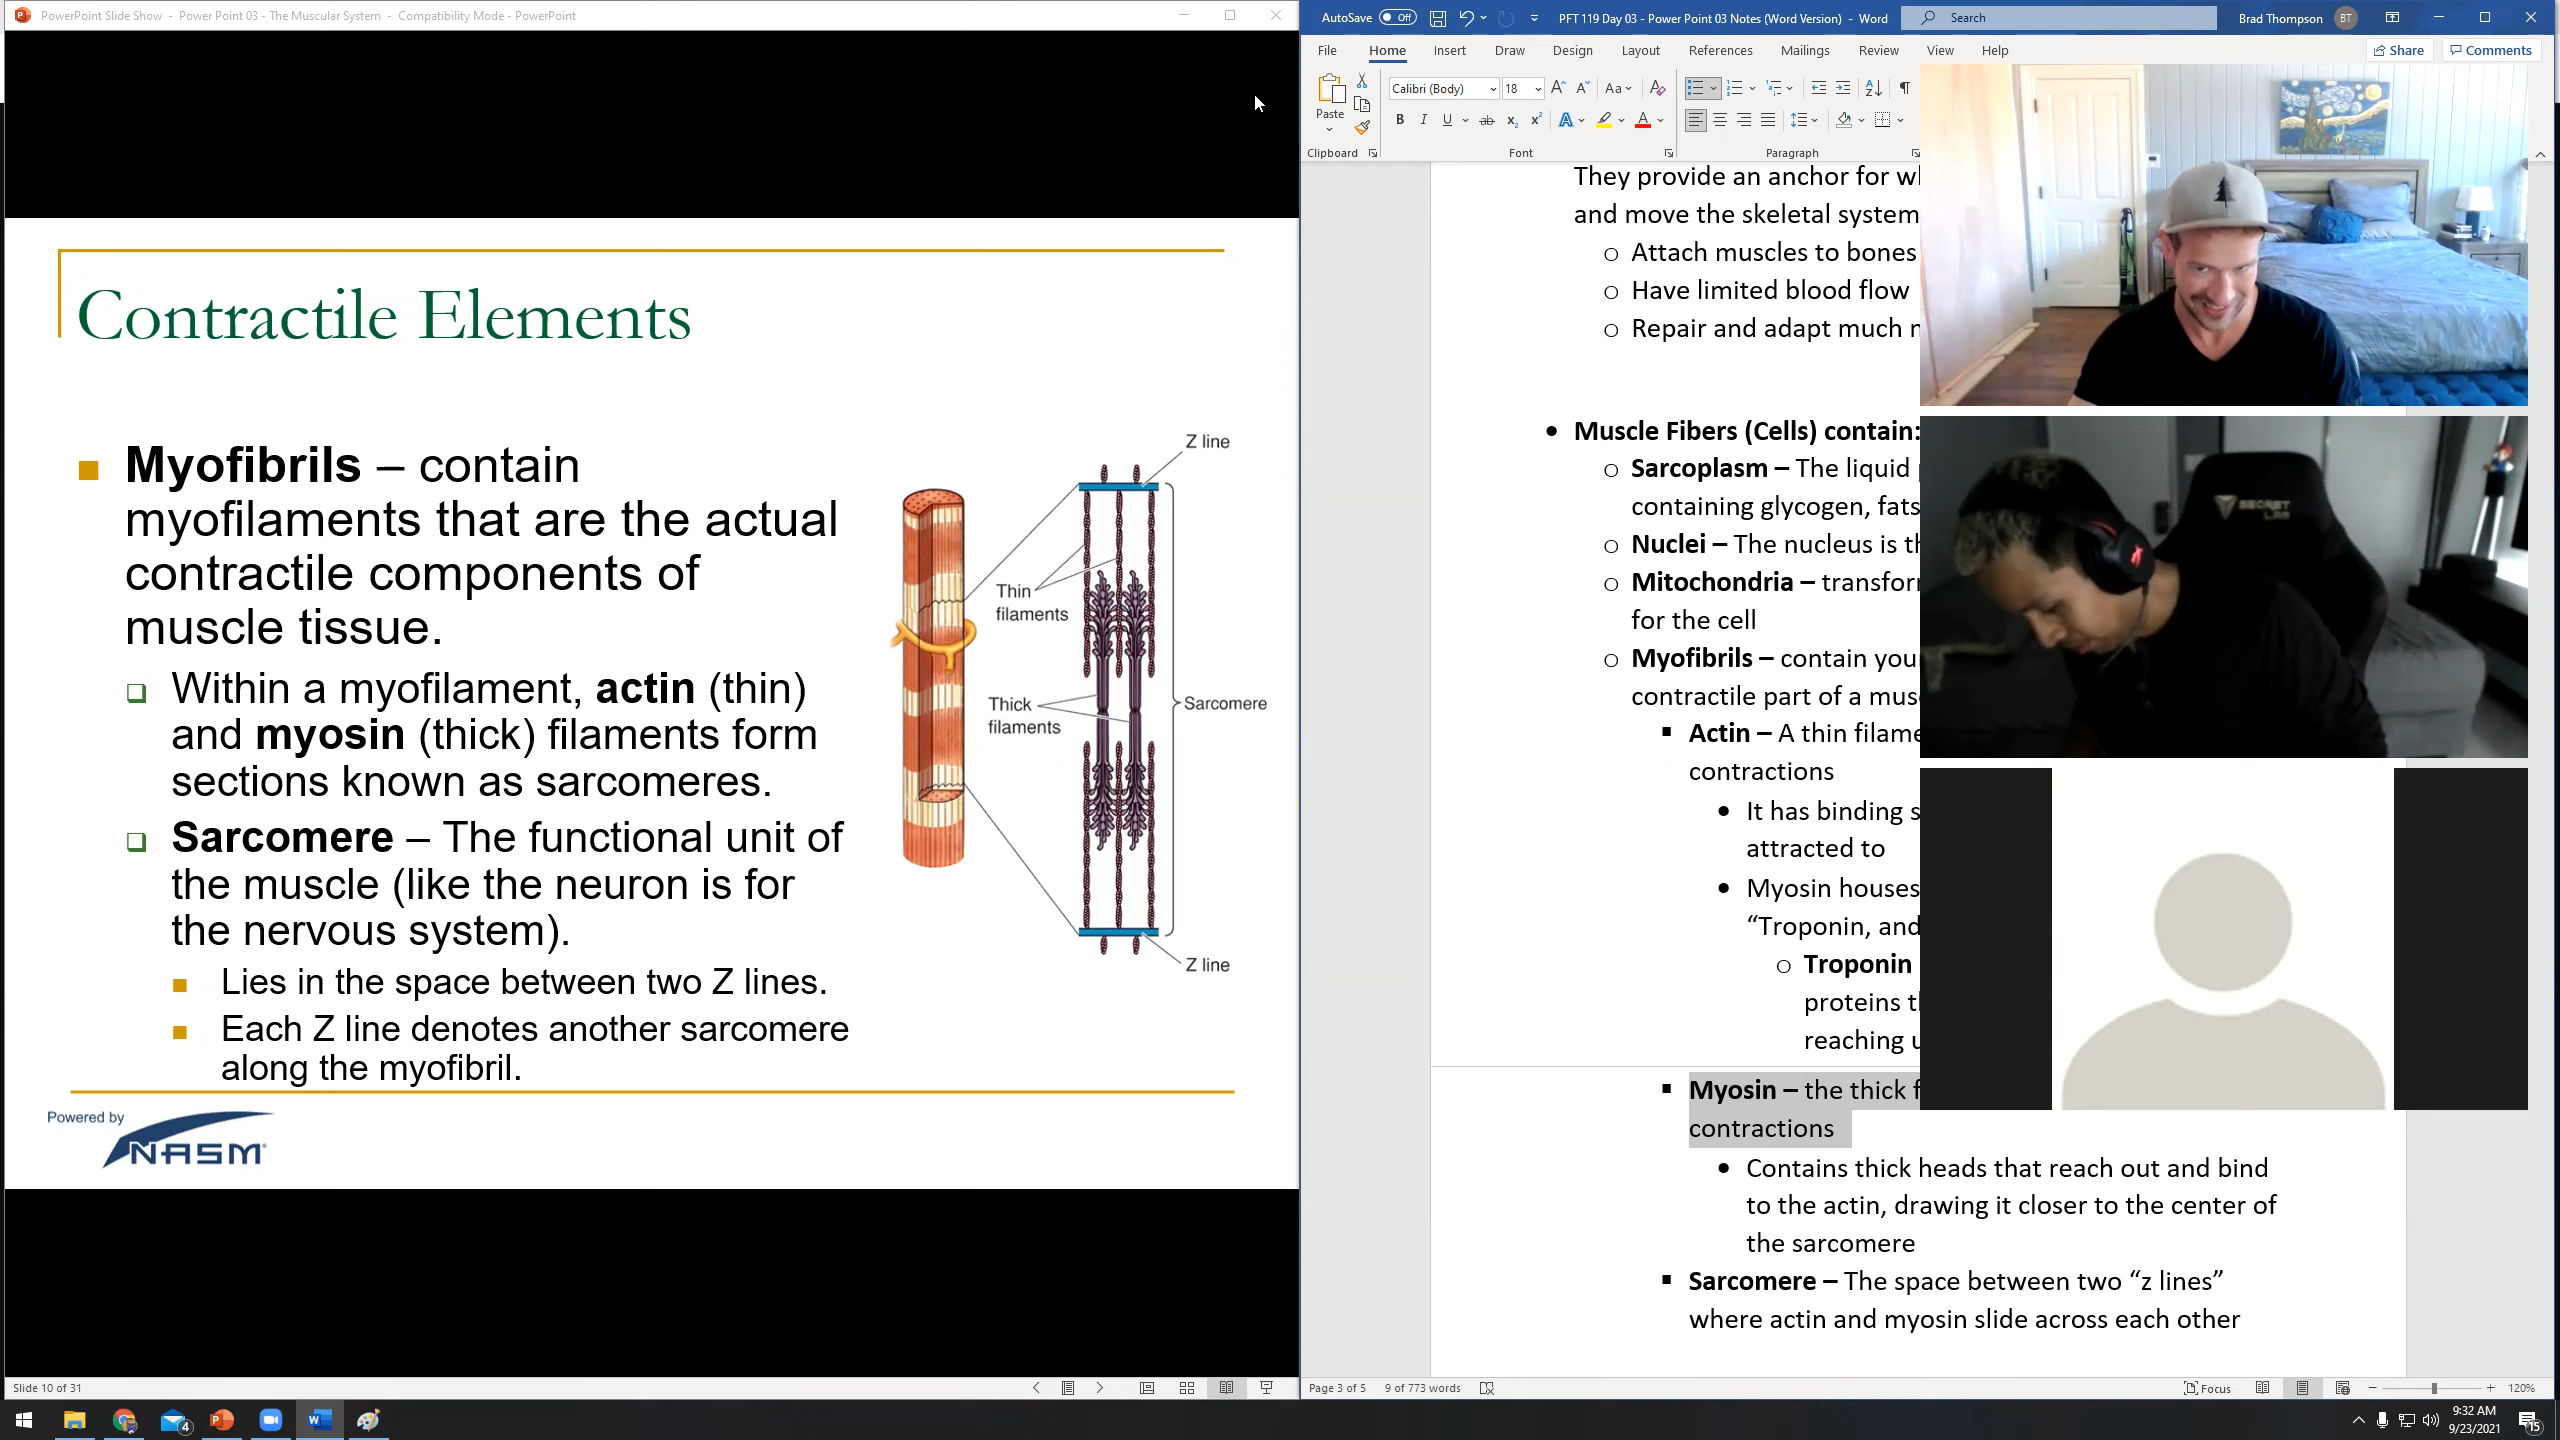 PowerPoint Slide Show - Power Point 03 - The Muscular System - Compatibility Mode - PowerPoint
Contractile Elements
Myofibrils – contain
myofilaments that are the actual
contractile components of
muscle tissue.
Within a myofilament, actin (thin)
and myosin (thick) filaments form
sections known as sarcomeres.
Sarcomere – The functional unit of
the muscle (like the neuron is for
the nervous system).
Lies in the space between two Z lines.
Each Z line denotes another sarcomere
along the myofibril.
Z line
Thin
filaments
Thick
filaments
Sarcomere
Z line
Powered by
NASM
Slide 10 of 31
AutoSave Off PFT 119 Day 03 - Power Point 03 Notes (Word Version) - Word Search Brad Thompson BT
File Home Insert Draw Design Layout References Mailings Review View Help Share Comments
Calibri (Body) 18
Paste
Clipboard Font Paragraph
They provide an anchor for
and move the skeletal system
Attach muscles to bones
Have limited blood flow
Repair and adapt much
Muscle Fibers (Cells) contain:
Sarcoplasm – The liquid
containing glycogen, fats
Nuclei – The nucleus is
Mitochondria –
for the cell
Myofibrils – contain
contractile part of a
Actin – A thin
contractions
It has binding
attracted to
Myosin houses
“Troponin, and
Troponin
proteins
reaching
Myosin – the thick
contractions
Contains thick heads that reach out and bind
to the actin, drawing it closer to the center of
the sarcomere
Sarcomere – The space between two “z lines”
where actin and myosin slide across each other
SECRET
LAB
Page 3 of 5 9 of 773 words Focus 120%
4
9:32 AM
9/23/2021
15